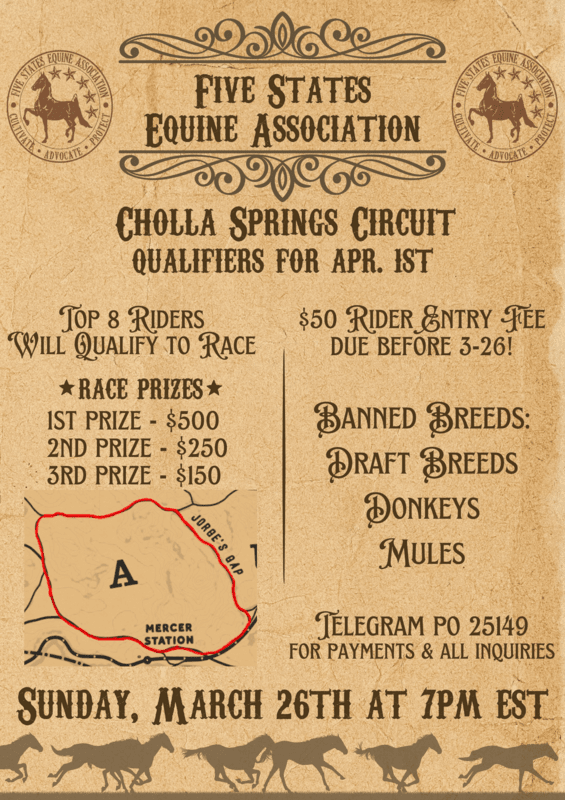 FIVE STATES EQUINE ASSOCIATION
CULTIVATE • ADVOCATE • PROTECT
FIVE STATES
EQUINE ASSOCIATION
FIVE STATES EQUINE ASSOCIATION
CULTIVATE • ADVOCATE • PROTECT
CHOLLA SPRINGS CIRCUIT
QUALIFIERS FOR APR. 1ST
TOP 8 RIDERS
WILL QUALIFY TO RACE
★RACE PRIZES★
1ST PRIZE - $500
2ND PRIZE - $250
3RD PRIZE - $150
JORGE'S GAP
A
MERCER
STATION
$50 RIDER ENTRY FEE
DUE BEFORE 3-26!
BANNED BREEDS:
DRAFT BREEDS
DONKEYS
MULES
TELEGRAM PO 25149
FOR PAYMENTS & ALL INQUIRIES
SUNDAY, MARCH 26TH AT 7PM EST